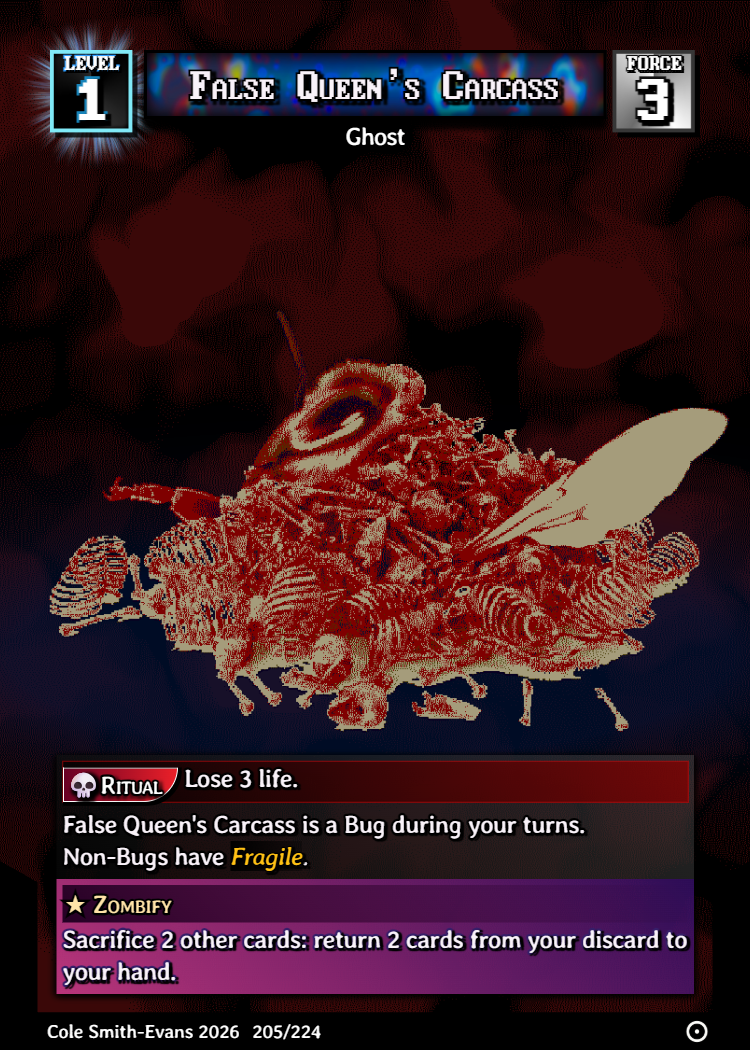 LEVEL
1
False Queen's Carcass
FORCE
3
Ghost
Ritual Lose 3 life.
False Queen's Carcass is a Bug during your turns.
Non-Bugs have Fragile.
★ Zombify
Sacrifice 2 other cards: return 2 cards from your discard to
your hand.
Cole Smith-Evans 2026 205/224